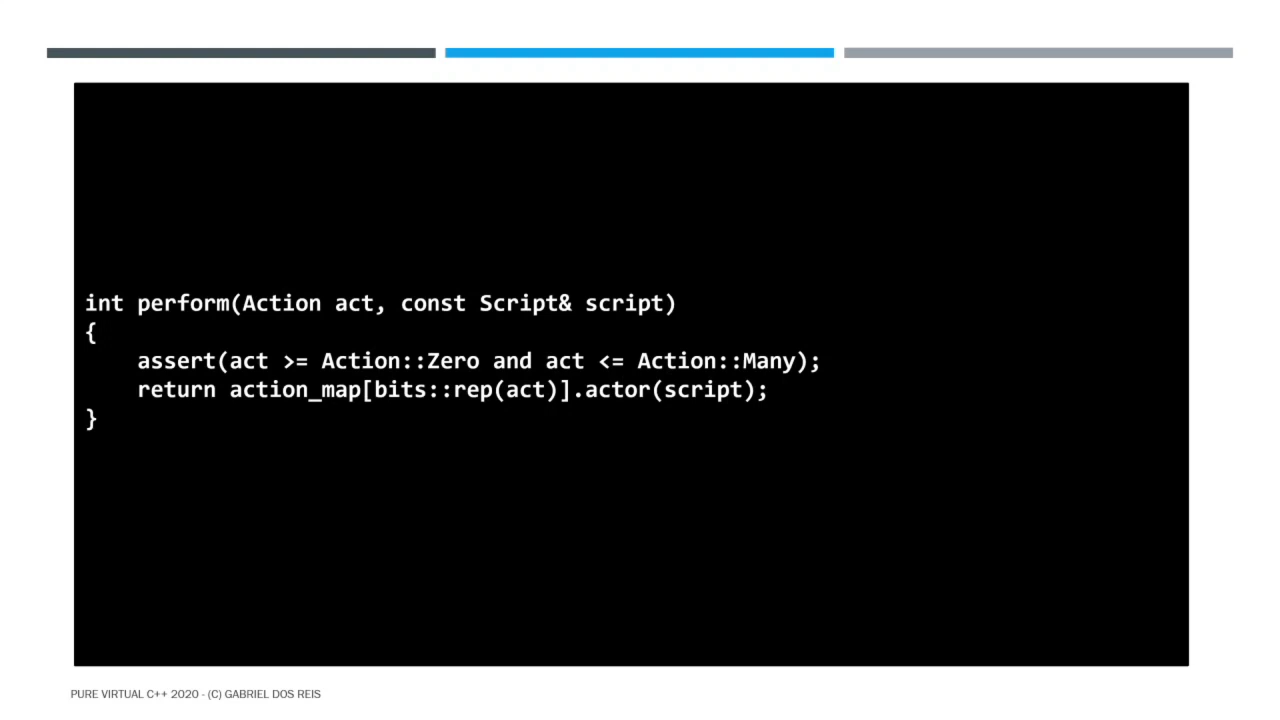 int perform(Action act, const Script& script)
{
    assert(act >= Action::Zero and act <= Action::Many);
    return action_map[bits::rep(act)].actor(script);
}
PURE VIRTUAL C++ 2020 - (C) GABRIEL DOS REIS